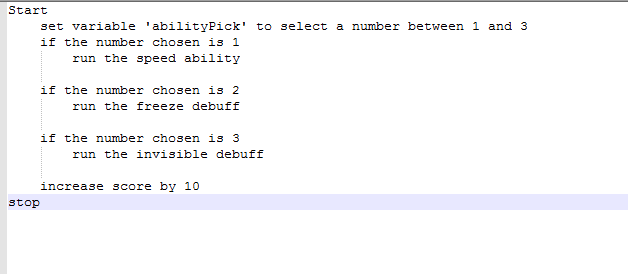 Start
set variable 'abilityPick' to select a number between 1 and 3
if the number chosen is 1
run the speed ability
if the number chosen is 2
run the freeze debuff
if the number chosen is 3
run the invisible debuff
increase score by 10
stop